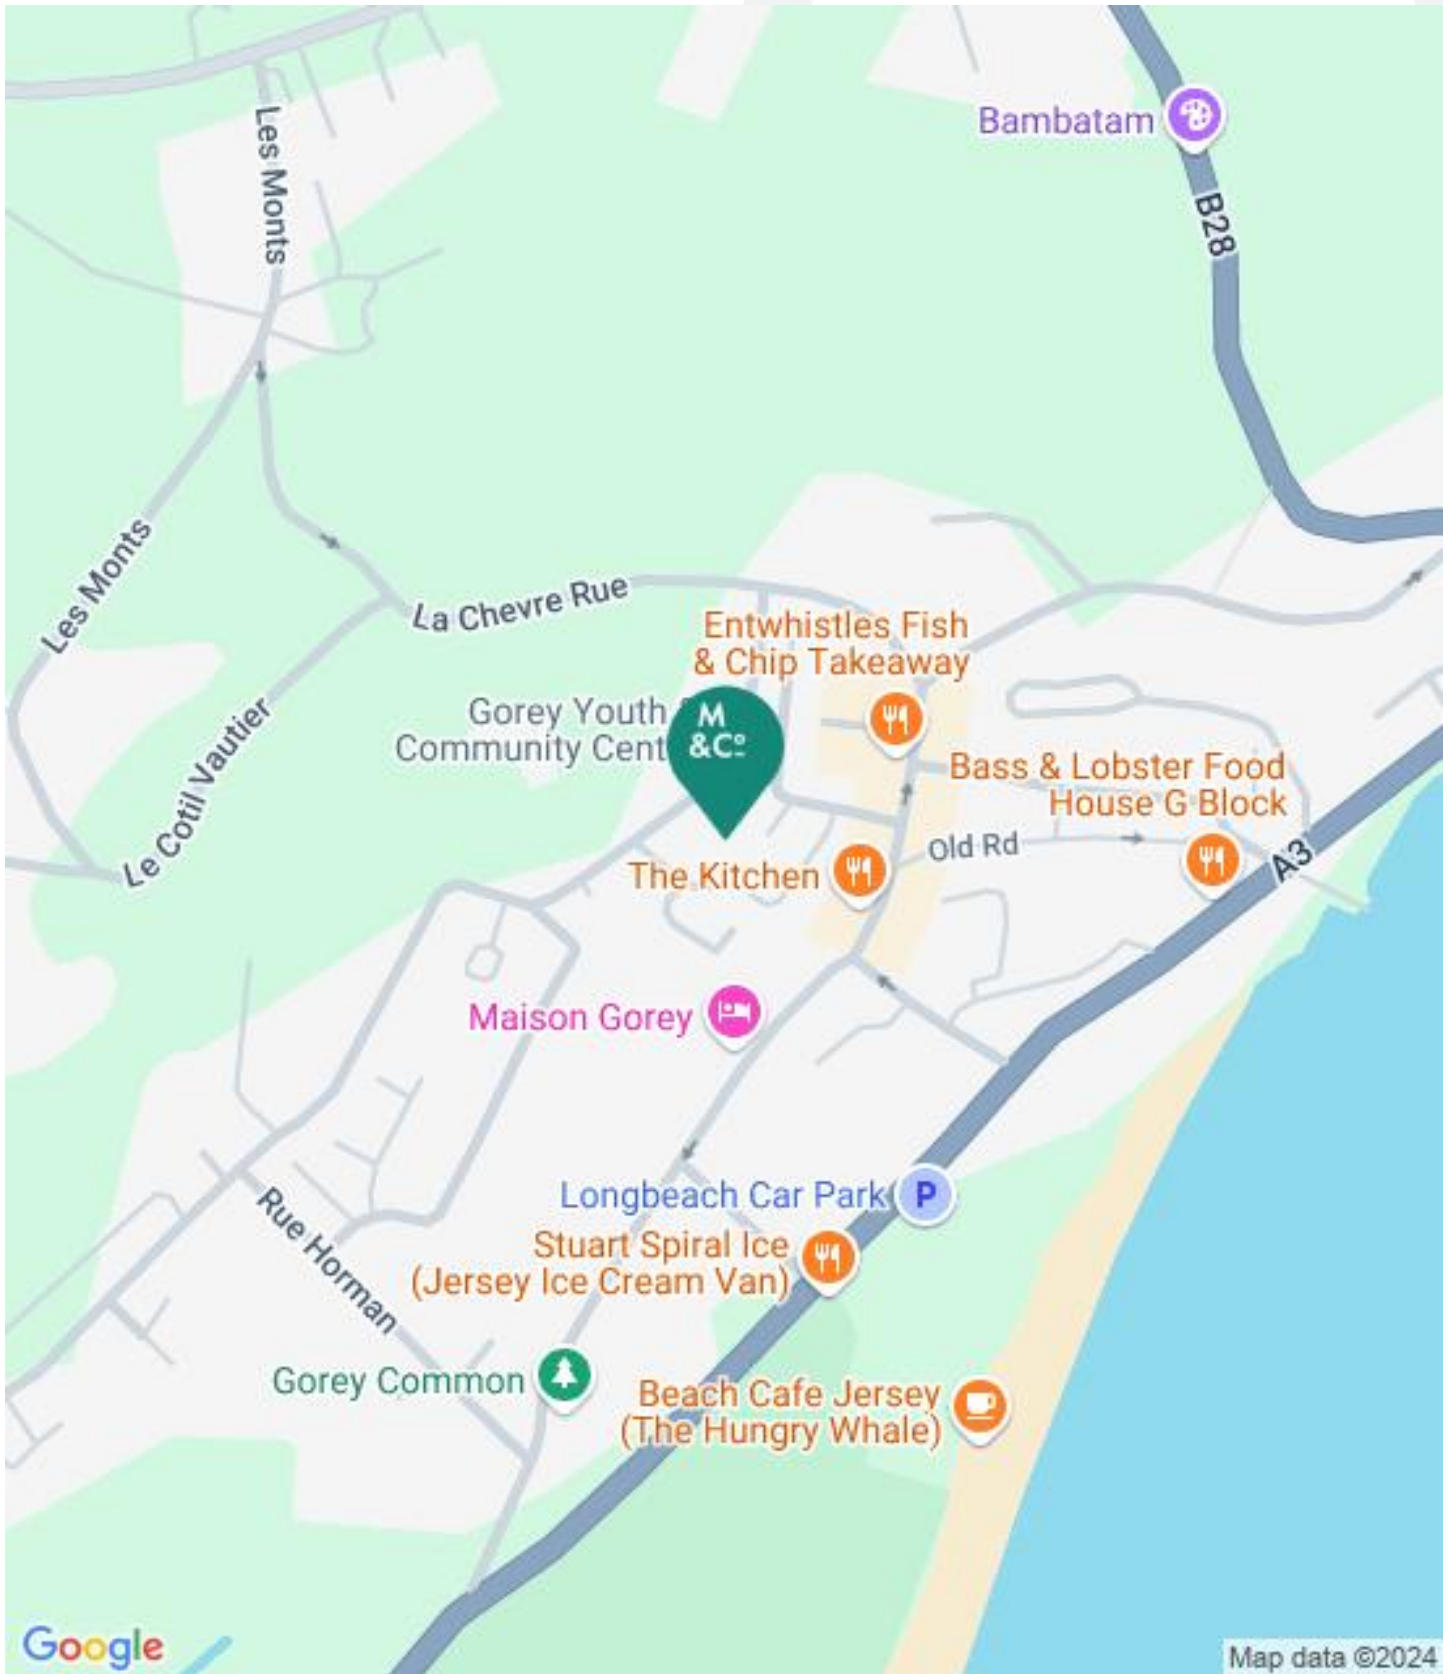 Bambatam
Les Monts
B28
Les Monts
La Chevre Rue
Entwhistles Fish
& Chip Takeaway
Gorey Youth
Community Cent
M
&Cº
Le Cotil Vautier
Bass & Lobster Food
House G Block
Old Rd
The Kitchen
A3
Maison Gorey
Longbeach Car Park
P
Stuart Spiral Ice
(Jersey Ice Cream Van)
Rue Horman
Gorey Common
Beach Cafe Jersey
(The Hungry Whale)
Google
Map data ©2024